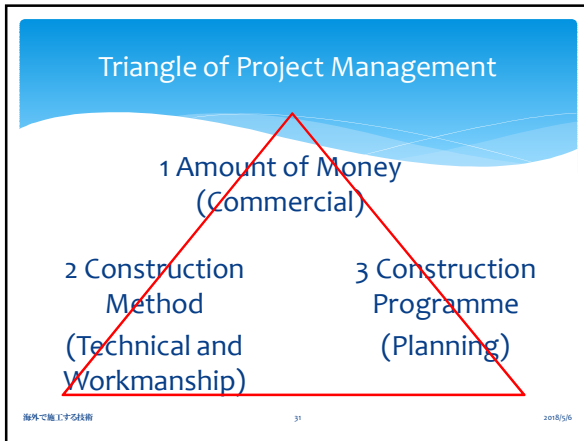 Triangle of Project Management
1 Amount of Money
(Commercial)
2 Construction
Method
(Technical and
Workmanship)
3 Construction
Programme
(Planning)
海外で施工する技術
31
2018/5/6